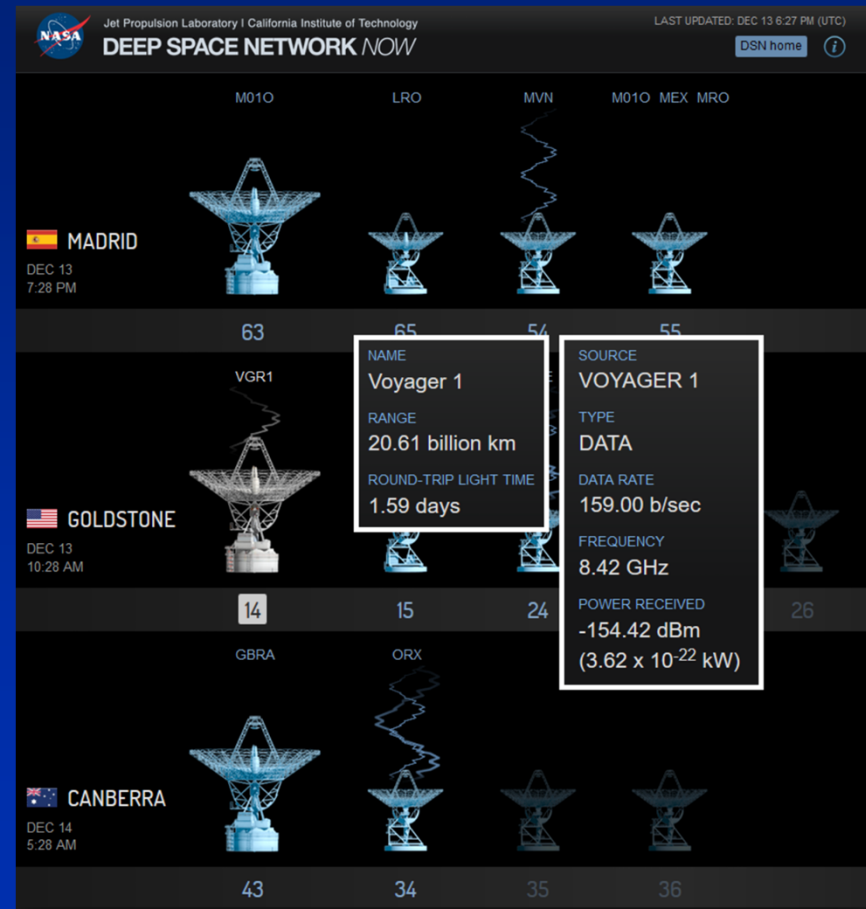 NASA
Jet Propulsion Laboratory | California Institute of Technology
DEEP SPACE NETWORK NOW
LAST UPDATED: DEC 13 6:27 PM (UTC)
DSN home
i
M01O LRO MVN M01O MEX MRO
MADRID
DEC 13
7:28 PM
63 65 54 55
VGR1
NAME
Voyager 1
RANGE
20.61 billion km
ROUND-TRIP LIGHT TIME
1.59 days
SOURCE
VOYAGER 1
TYPE
DATA
DATA RATE
159.00 b/sec
FREQUENCY
8.42 GHz
POWER RECEIVED
-154.42 dBm
(3.62 x 10⁻²² kW)
GOLDSTONE
DEC 13
10:28 AM
14 15 24 26
GBRA ORX
CANBERRA
DEC 14
5:28 AM
43 34 35 36